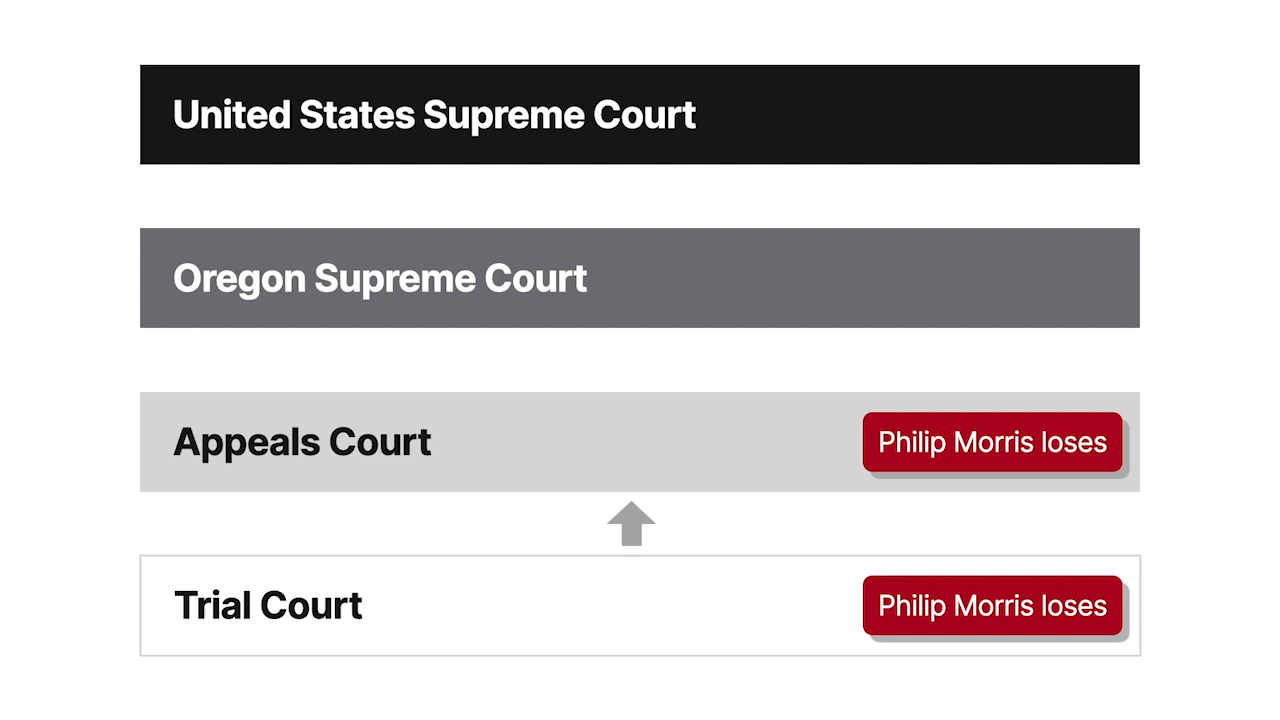 United States Supreme Court
Oregon Supreme Court
Appeals Court
Philip Morris loses
Trial Court
Philip Morris loses